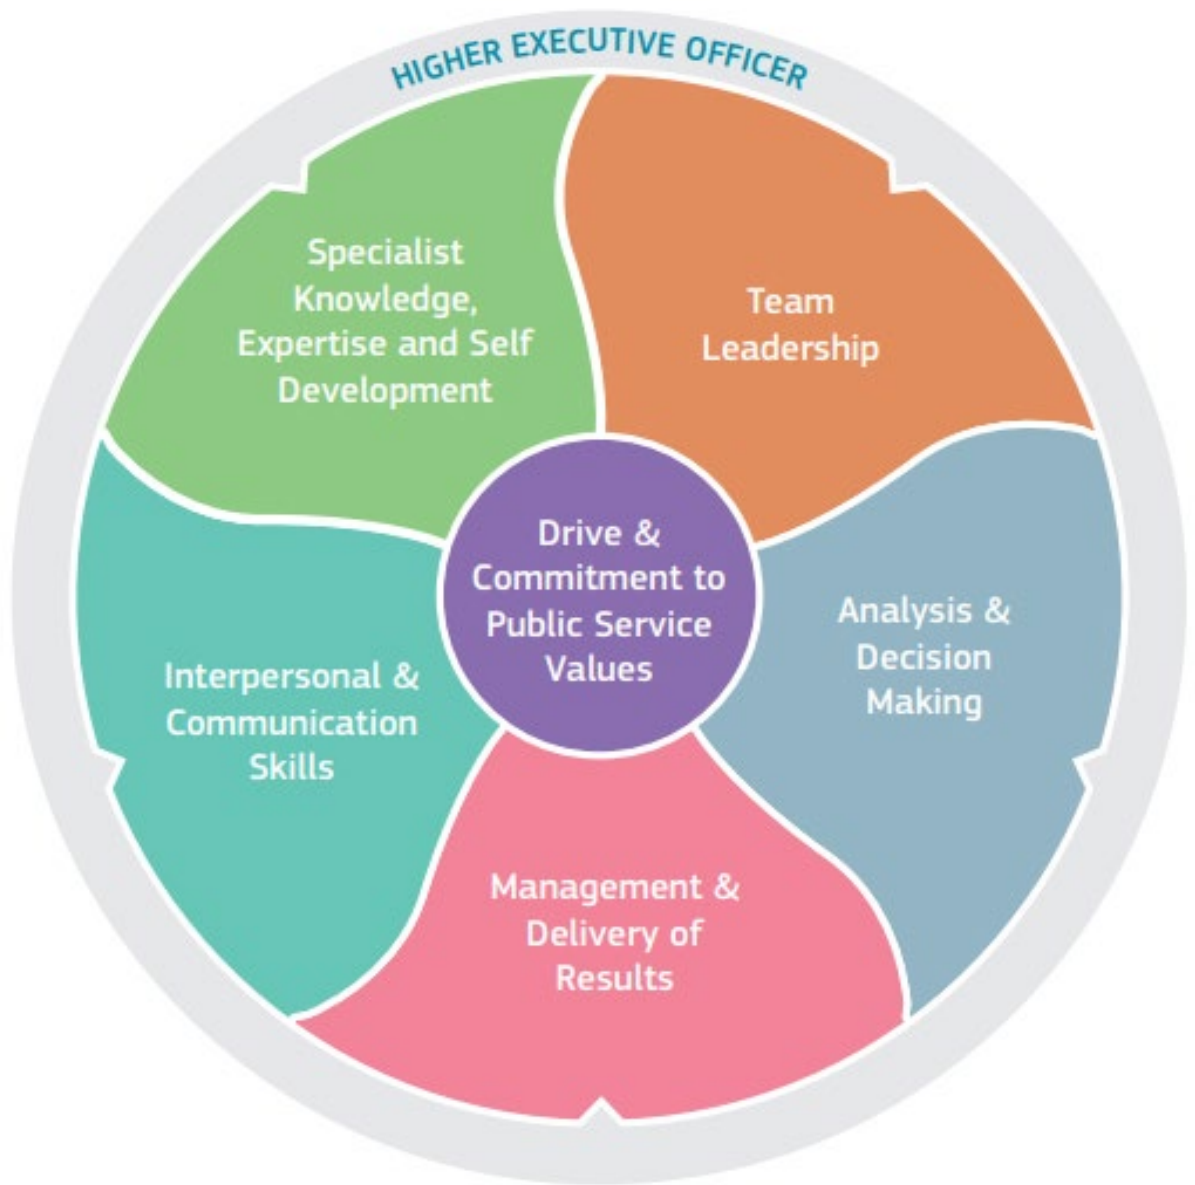 HIGHER EXECUTIVE OFFICER
Specialist
Knowledge,
Expertise and Self
Development
Team
Leadership
Drive &
Commitment to
Public Service
Values
Analysis &
Decision
Making
Interpersonal &
Communication
Skills
Management &
Delivery of
Results